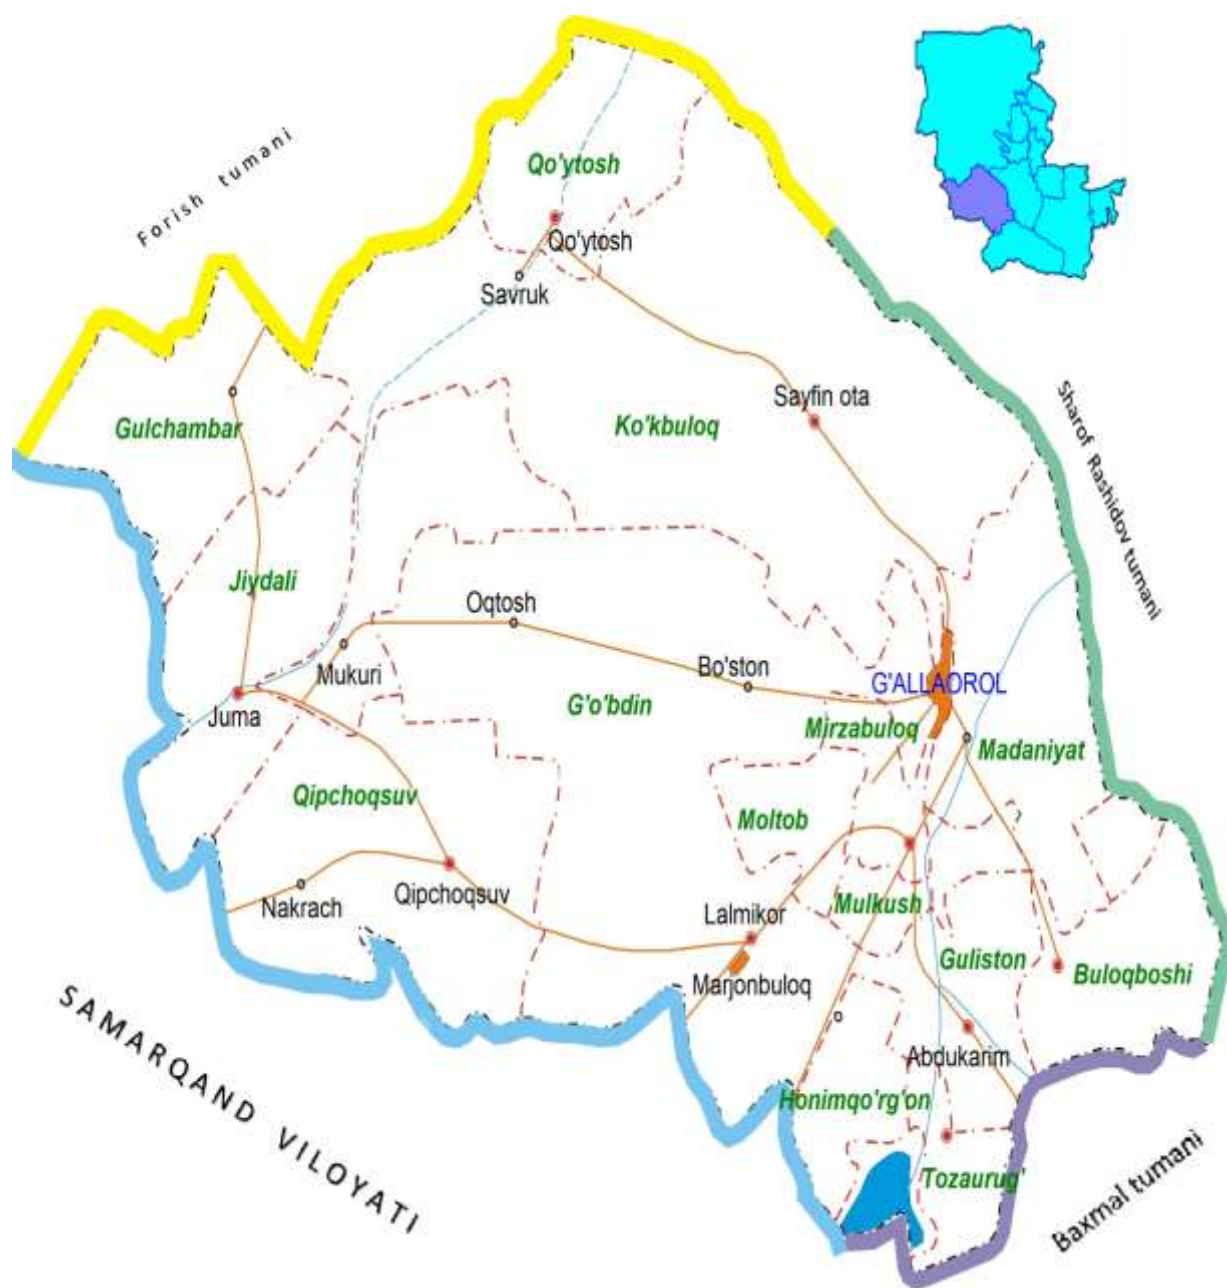 Forish tumani
Qo'ytosh
Qo'ytosh
Savruk
Sayfin ota
Gulchambar
Ko'kbuloq
Sharof Rashidov tumani
Jiydali
Oqtosh
Mukuri
Bo'ston
G'ALLAOROL
Juma
G'o'bdin
Mirzabuloq
Madaniyat
Qipchoqsuv
Moltob
Nakrach
Qipchoqsuv
Lalmikor
Mulkush
Marjonbuloq
Guliston
Buloqboshi
SAMARQAND VILOYATI
Abdukarim
Honimqo'rg'on
Tozaurug'
Baxmal tumani